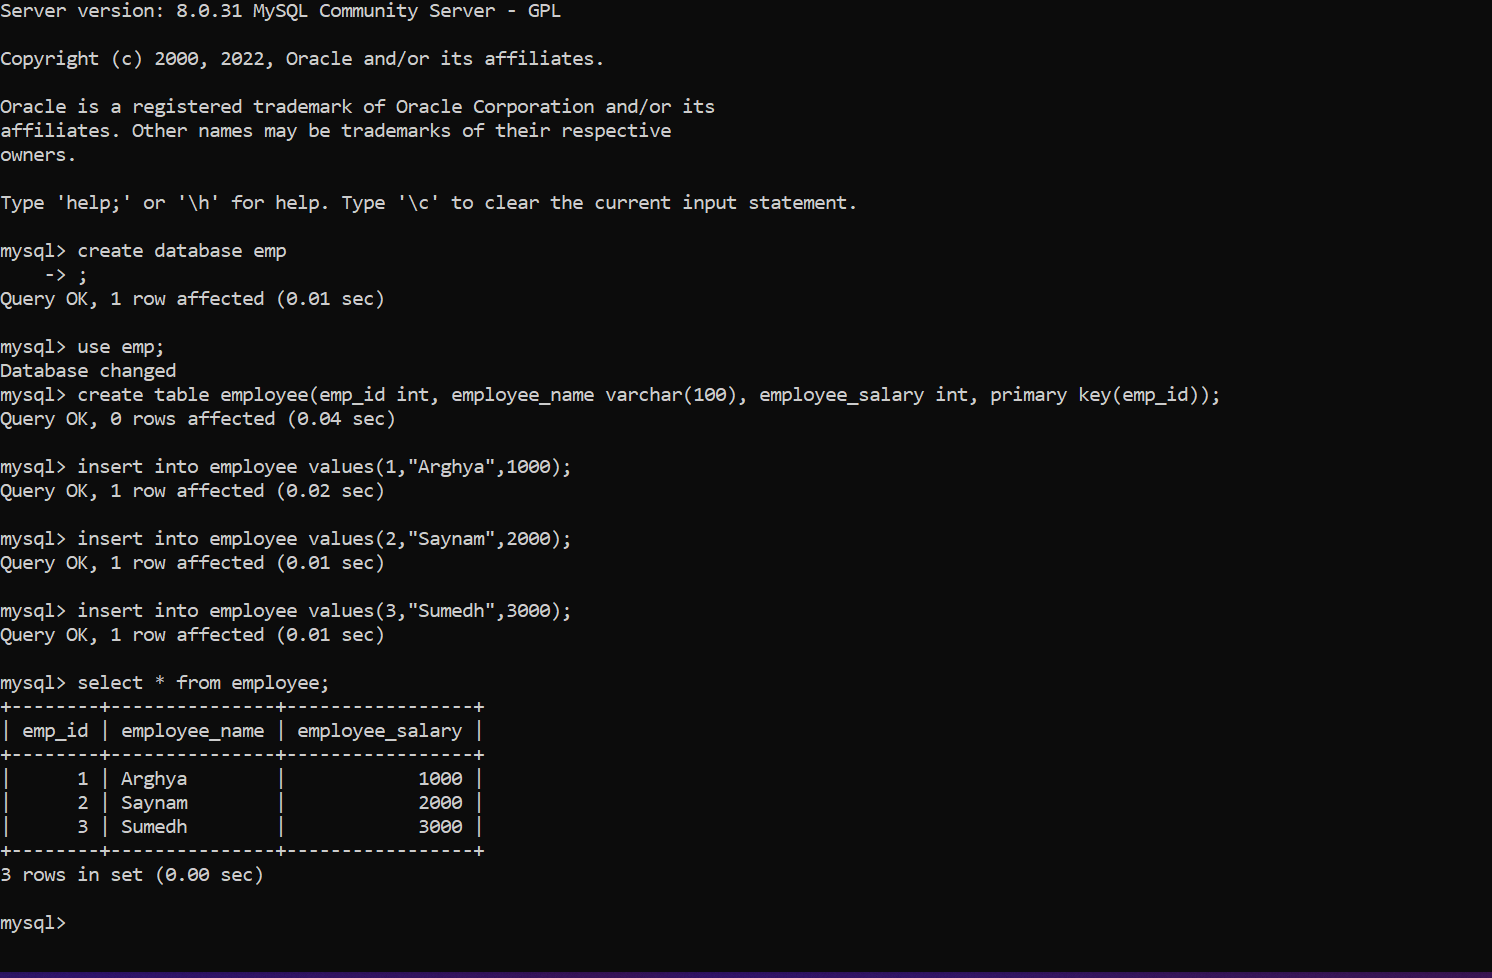 Server version: 8.0.31 MySQL Community Server - GPL
Copyright (c) 2000, 2022, Oracle and/or its affiliates.
Oracle is a registered trademark of Oracle Corporation and/or its
affiliates. Other names may be trademarks of their respective
owners.
Type 'help;' or '\h' for help. Type '\c' to clear the current input statement.
mysql> create database emp
    -> ;
Query OK, 1 row affected (0.01 sec)
mysql> use emp;
Database changed
mysql> create table employee(emp_id int, employee_name varchar(100), employee_salary int, primary key(emp_id));
Query OK, 0 rows affected (0.04 sec)
mysql> insert into employee values(1,"Arghya",1000);
Query OK, 1 row affected (0.02 sec)
mysql> insert into employee values(2,"Saynam",2000);
Query OK, 1 row affected (0.01 sec)
mysql> insert into employee values(3,"Sumedh",3000);
Query OK, 1 row affected (0.01 sec)
mysql> select * from employee;
+--------+---------------+-----------------+
| emp_id | employee_name | employee_salary |
+--------+---------------+-----------------+
|      1 | Arghya        |            1000 |
|      2 | Saynam        |            2000 |
|      3 | Sumedh        |            3000 |
+--------+---------------+-----------------+
3 rows in set (0.00 sec)
mysql>